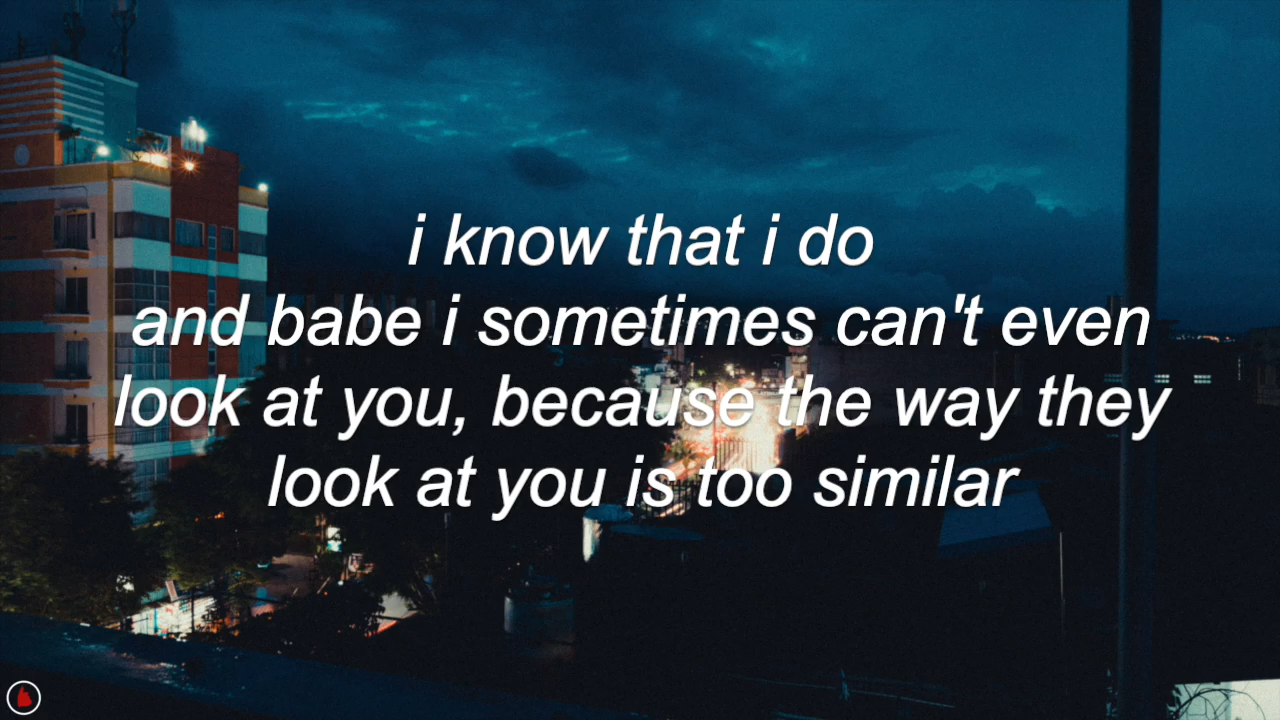 i know that i do
and babe i sometimes can't even
look at you, because the way they
look at you is too similar